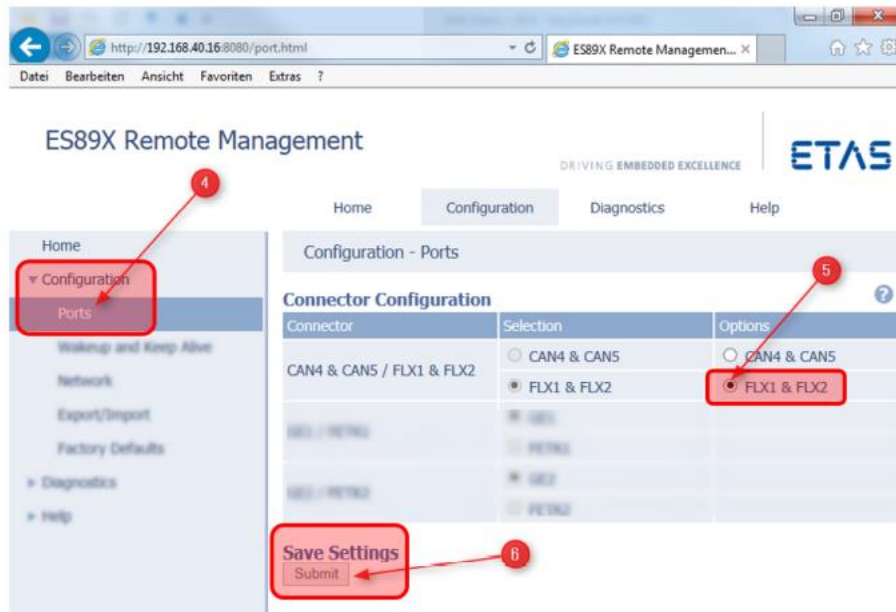 http://192.168.40.16:8080/port.html
ES89X Remote Managemen...
Datei Bearbeiten Ansicht Favoriten Extras ?
ES89X Remote Management
DRIVING EMBEDDED EXCELLENCE
ETAS
4
Home Configuration Diagnostics Help
Home
Configuration
Ports
Wakeup and Keep Alive
Network
Export/Import
Factory Defaults
Diagnostics
Help
Configuration - Ports
5
Connector Configuration
?
Connector Selection Options
CAN4 & CAN5 / FLX1 & FLX2
CAN4 & CAN5 CAN4 & CAN5
FLX1 & FLX2 FLX1 & FLX2
Save Settings
Submit
6